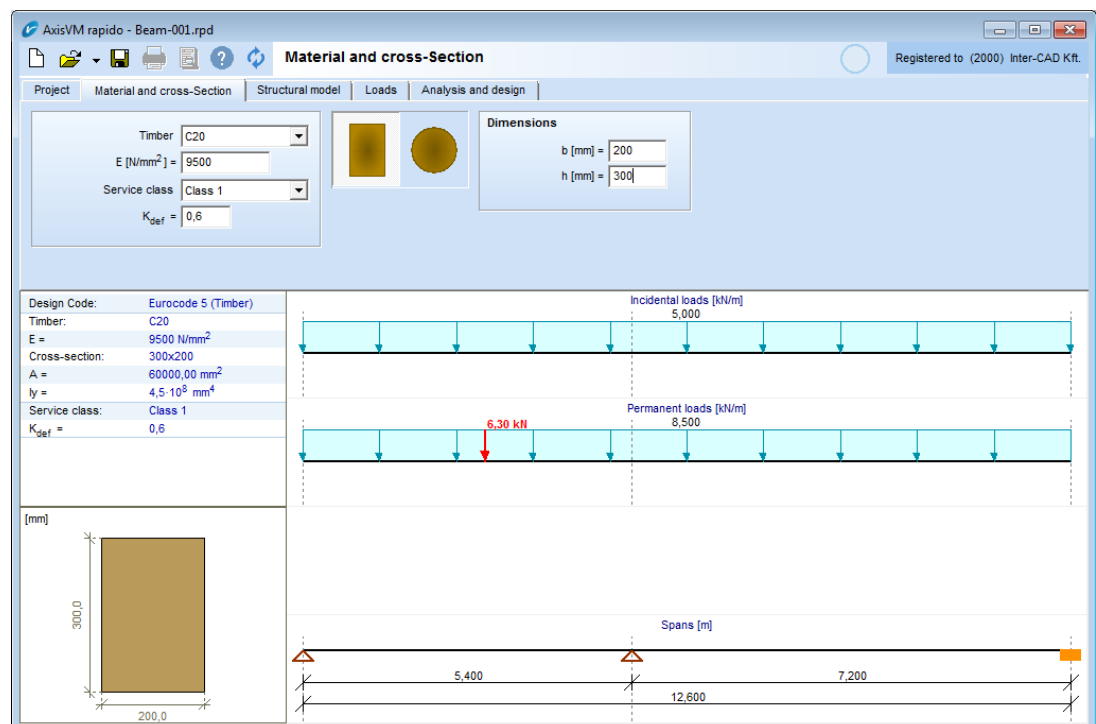 AxisVM rapido - Beam-001.rpd
Material and cross-Section
Registered to (2000) Inter-CAD Kft.
Project Material and cross-Section Structural model Loads Analysis and design
Timber C20
E [N/mm²] = 9500
Service class Class 1
Kdef = 0,6
Dimensions
b [mm] = 200
h [mm] = 300
Design Code: Eurocode 5 (Timber)
Timber: C20
E = 9500 N/mm²
Cross-section: 300x200
A = 60000,00 mm²
Iy = 4,5·10⁸ mm⁴
Service class: Class 1
Kdef = 0,6
[mm]
300,0
200,0
Incidental loads [kN/m]
5,000
Permanent loads [kN/m]
8,500
6,30 kN
Spans [m]
5,400 7,200
12,600